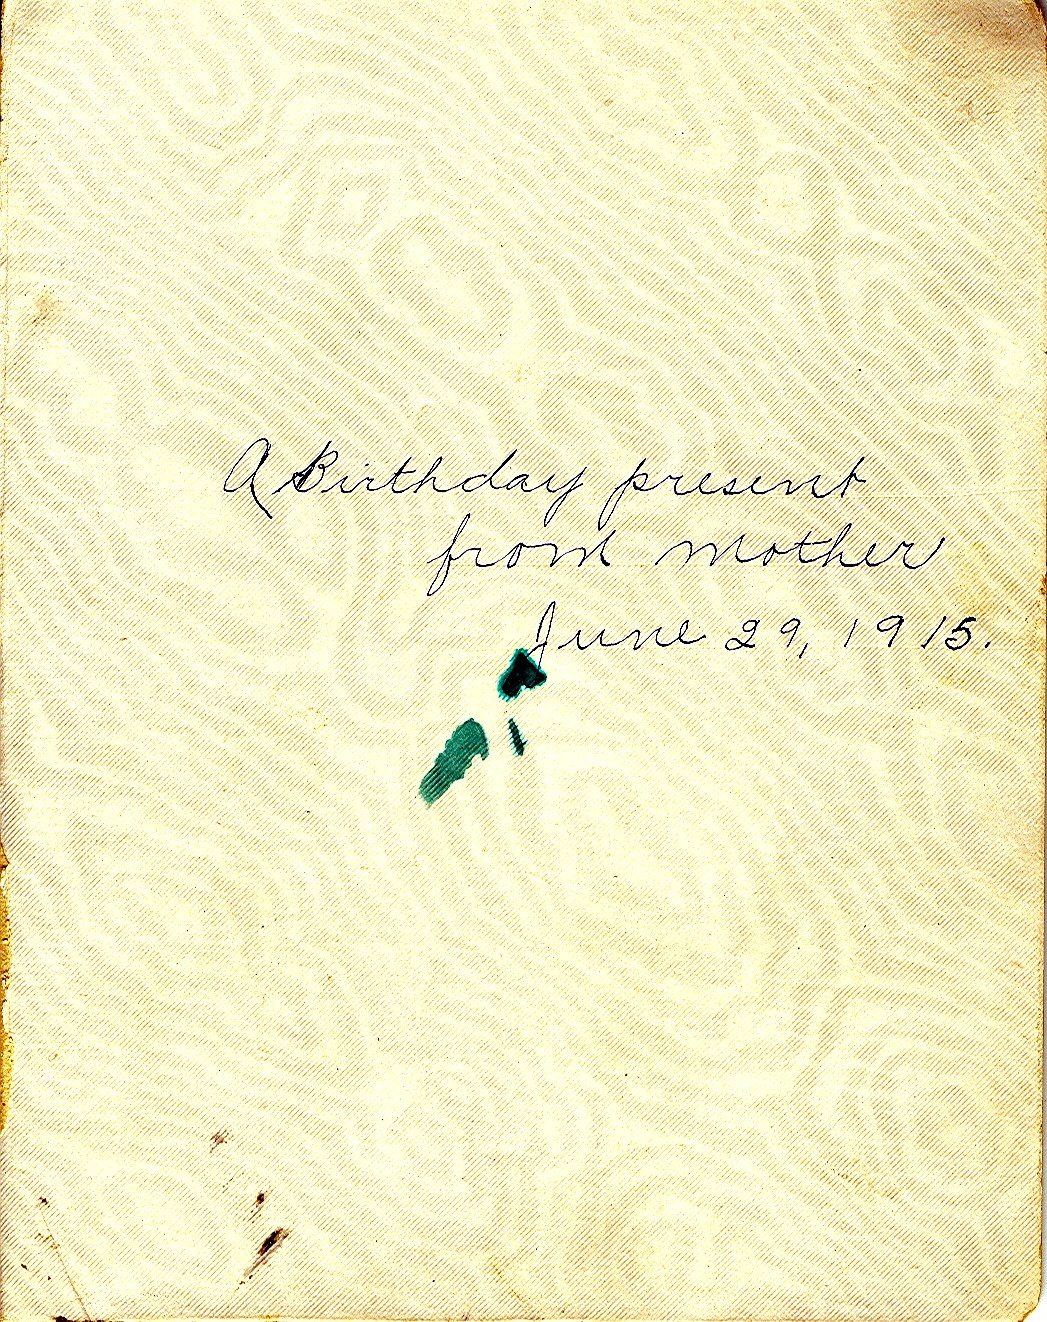 A Birthday present
from Mother
June 29, 1915.